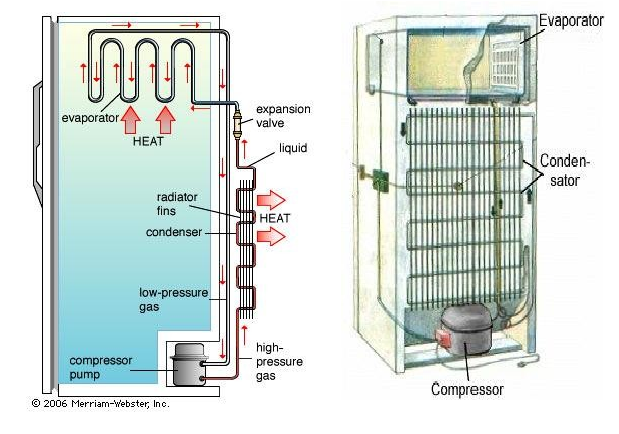 evaporator
HEAT
expansion
valve
liquid
radiator
fins
HEAT
condenser
low-pressure
gas
compressor
pump
high-
pressure
gas
© 2006 Merriam-Webster, Inc.
Evaporator
Conden-
sator
Compressor